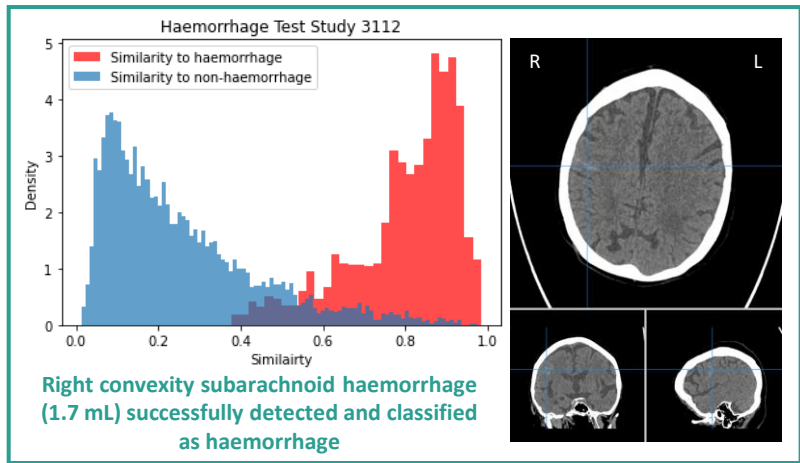 Haemorrhage Test Study 3112
Similarity to haemorrhage
Similarity to non-haemorrhage
5
4
3
2
1
0
Density
0.0 0.2 0.4 0.6 0.8 1.0
Similairty
Right convexity subarachnoid haemorrhage
(1.7 mL) successfully detected and classified
as haemorrhage
R L